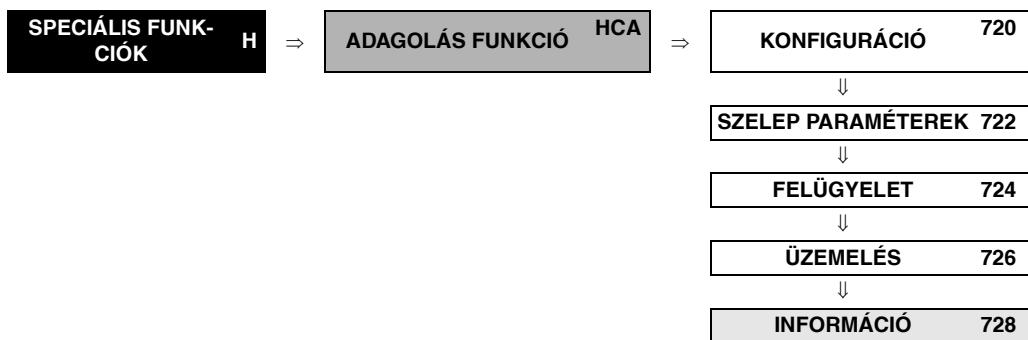 SPECIÁLIS FUNK-
CIÓK H ⇒ ADAGOLÁS FUNKCIÓ HCA ⇒ KONFIGURÁCIÓ 720
⇓
SZELEP PARAMÉTEREK 722
⇓
FELÜGYELET 724
⇓
ÜZEMELÉS 726
⇓
INFORMÁCIÓ 728